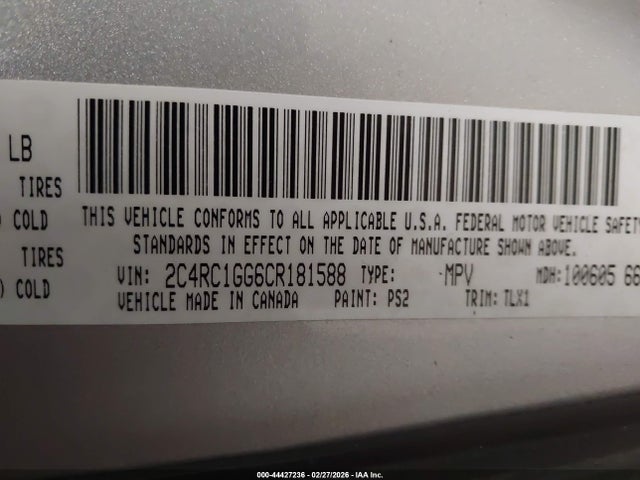 LB
TIRES
) COLD
TIRES
) COLD
THIS VEHICLE CONFORMS TO ALL APPLICABLE U.S.A. FEDERAL MOTOR VEHICLE SAFETY
STANDARDS IN EFFECT ON THE DATE OF MANUFACTURE SHOWN ABOVE.
VIN: 2C4RC1GG6CR181588 TYPE: MPV MDH:100605 66
VEHICLE MADE IN CANADA PAINT: PS2 TRIM: TLX1
000-44427236 - 02/27/2026 - IAA Inc.